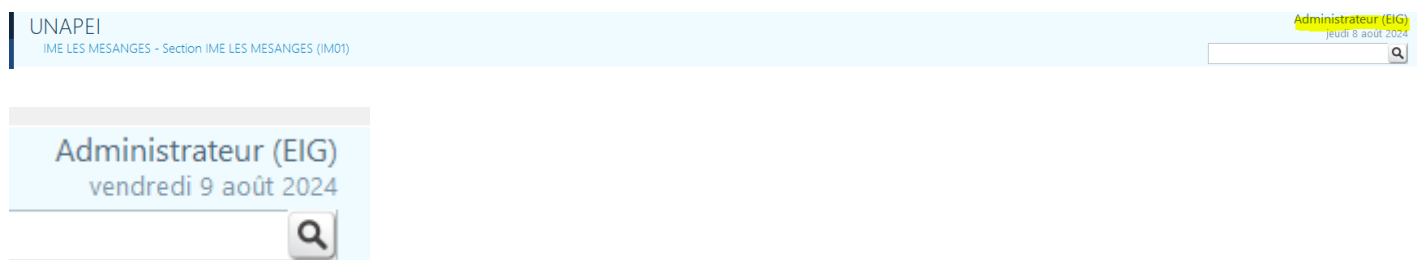 UNAPEI
IME LES MESANGES - Section IME LES MESANGES (IM01)
Administrateur (EIG)
jeudi 8 août 2024
Administrateur (EIG)
vendredi 9 août 2024